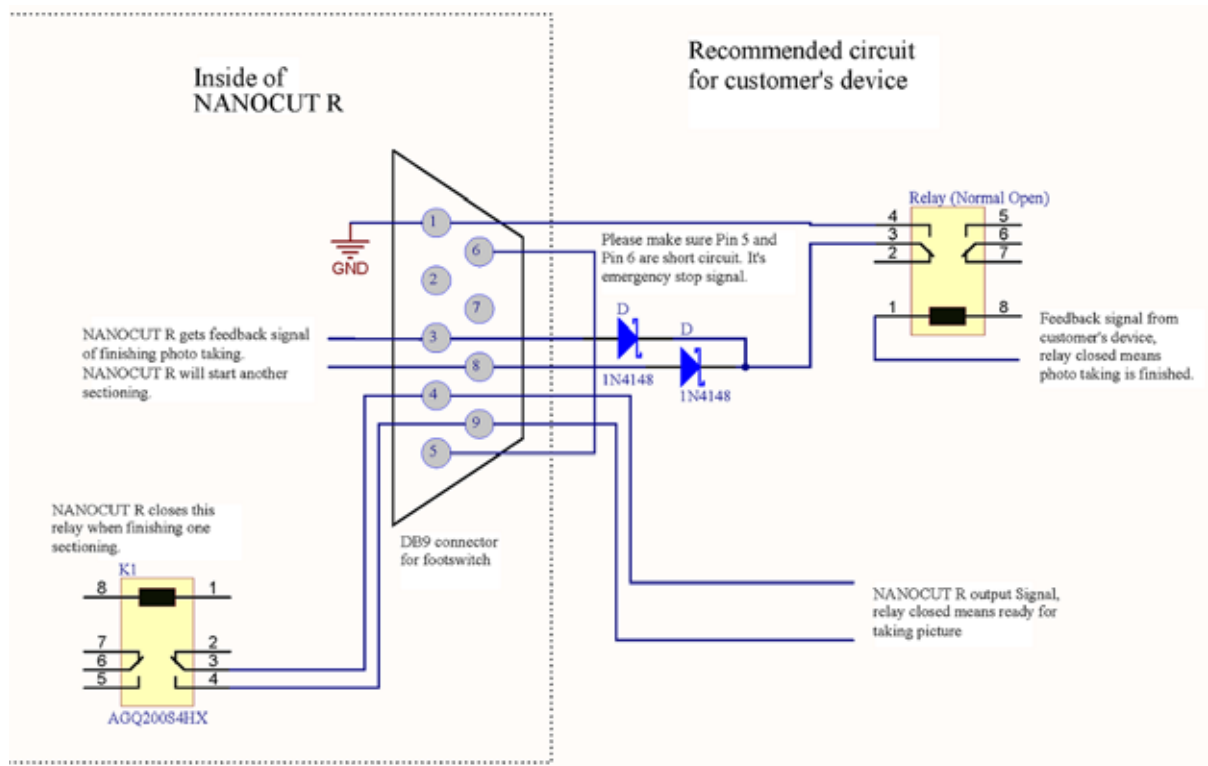 Inside of
NANOCUT R
Recommended circuit
for customer's device
Relay (Normal Open)
4
5
3
6
2
7
1
8
1
6
2
7
3
8
4
9
5
GND
Please make sure Pin 5 and
Pin 6 are short circuit. It's
emergency stop signal.
D
D
1N4148
1N4148
NANOCUT R gets feedback signal
of finishing photo taking.
NANOCUT R will start another
sectioning.
Feedback signal from
customer's device,
relay closed means
photo taking is finished.
NANOCUT R closes this
relay when finishing one
sectioning.
DB9 connector
for footswitch
K1
8
1
7
2
6
3
5
4
AGQ200S4HX
NANOCUT R output Signal,
relay closed means ready for
taking picture